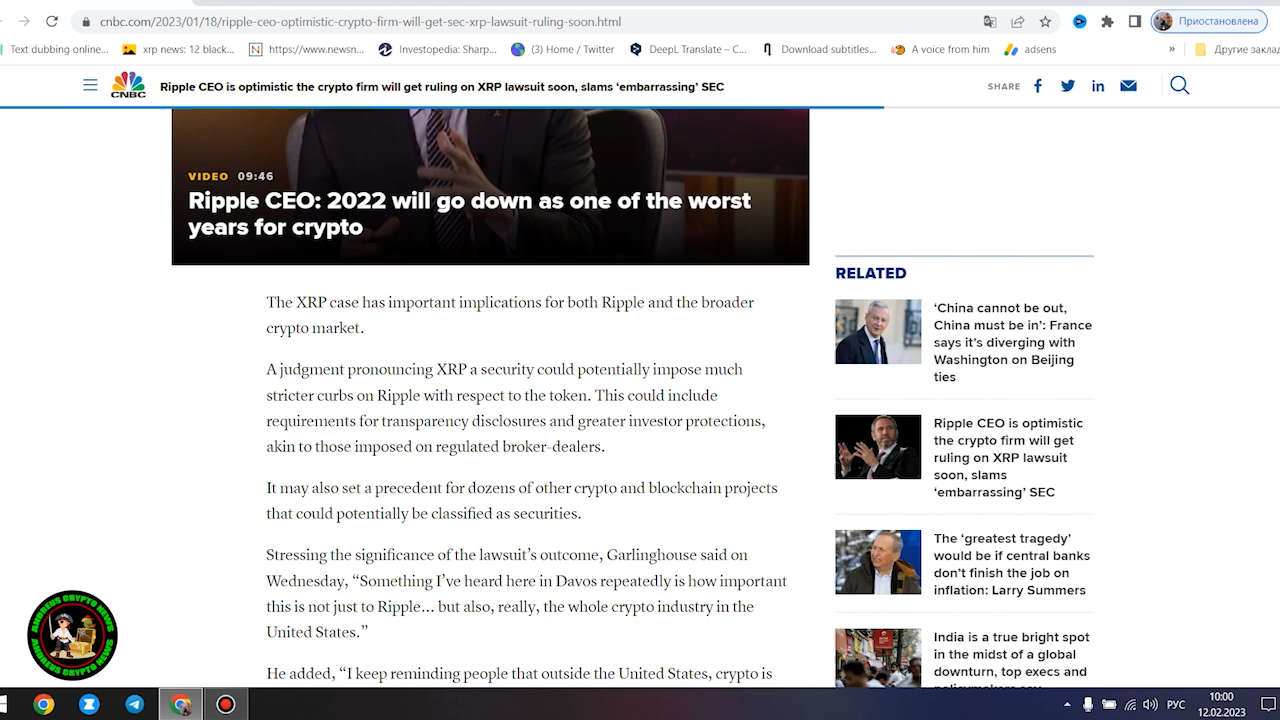 cnbc.com/2023/01/18/ripple-ceo-optimistic-crypto-firm-will-get-sec-xrp-lawsuit-ruling-soon.html
Приостановлена
Text dubbing online...
xrp news: 12 black...
https://www.newsn...
Investopedia: Sharp...
(3) Home / Twitter
DeepL Translate – C...
Download subtitles...
A voice from him
adsens
»
Другие закла
CNBC
Ripple CEO is optimistic the crypto firm will get ruling on XRP lawsuit soon, slams ‘embarrassing’ SEC
SHARE
VIDEO 09:46
Ripple CEO: 2022 will go down as one of the worst
years for crypto
The XRP case has important implications for both Ripple and the broader
crypto market.
A judgment pronouncing XRP a security could potentially impose much
stricter curbs on Ripple with respect to the token. This could include
requirements for transparency disclosures and greater investor protections,
akin to those imposed on regulated broker-dealers.
It may also set a precedent for dozens of other crypto and blockchain projects
that could potentially be classified as securities.
Stressing the significance of the lawsuit’s outcome, Garlinghouse said on
Wednesday, “Something I’ve heard here in Davos repeatedly is how important
this is not just to Ripple… but also, really, the whole crypto industry in the
United States.”
He added, “I keep reminding people that outside the United States, crypto is
RELATED
‘China cannot be out,
China must be in’: France
says it’s diverging with
Washington on Beijing
ties
Ripple CEO is optimistic
the crypto firm will get
ruling on XRP lawsuit
soon, slams
‘embarrassing’ SEC
The ‘greatest tragedy’
would be if central banks
don’t finish the job on
inflation: Larry Summers
India is a true bright spot
in the midst of a global
downturn, top execs and
policymakers say
ANDREUS CRYPTO NEWS
ANDREUS CRYPTO NEWS
РУС
10:00
12.02.2023